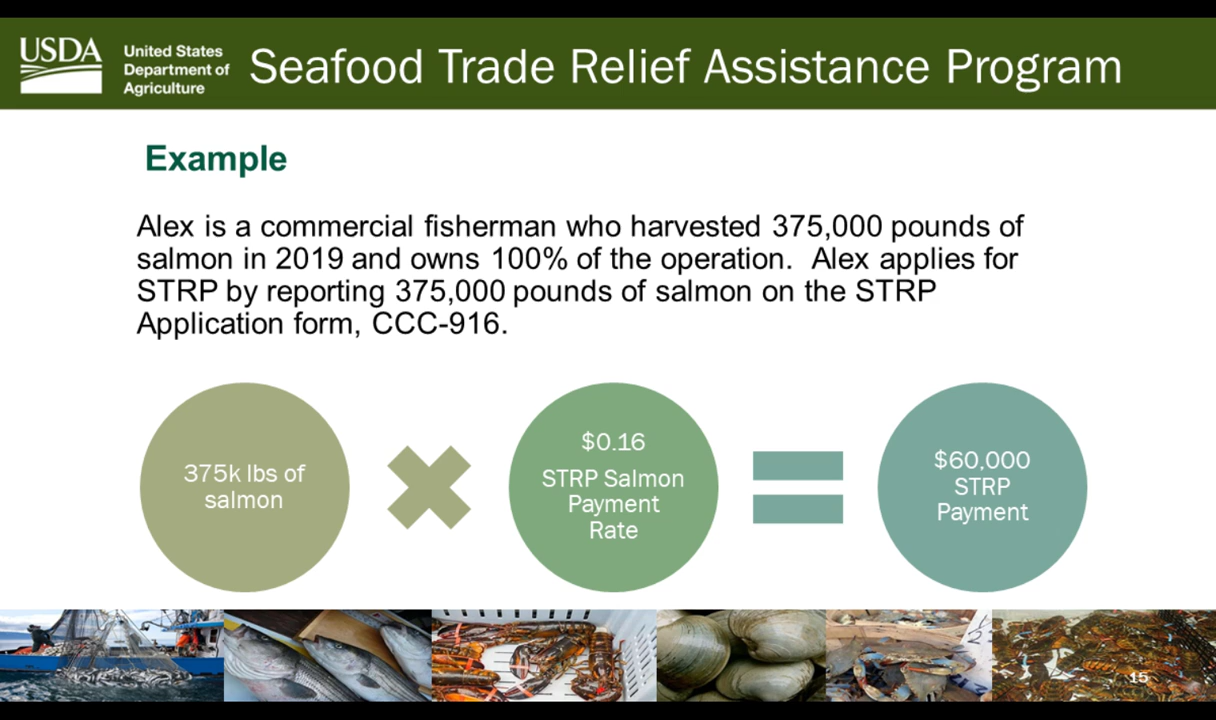 USDA
United States
Department of
Agriculture
Seafood Trade Relief Assistance Program
Example
Alex is a commercial fisherman who harvested 375,000 pounds of
salmon in 2019 and owns 100% of the operation.  Alex applies for
STRP by reporting 375,000 pounds of salmon on the STRP
Application form, CCC-916.
375k lbs of
salmon
$0.16
STRP Salmon
Payment
Rate
$60,000
STRP
Payment
15